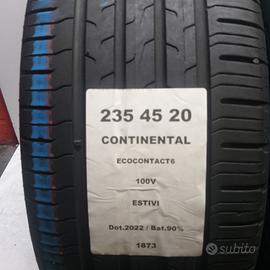 235 45 20
CONTINENTAL
ECOCONTACT6
100V
ESTIVI
Dot.2022 / Bat.90%
1873
subito